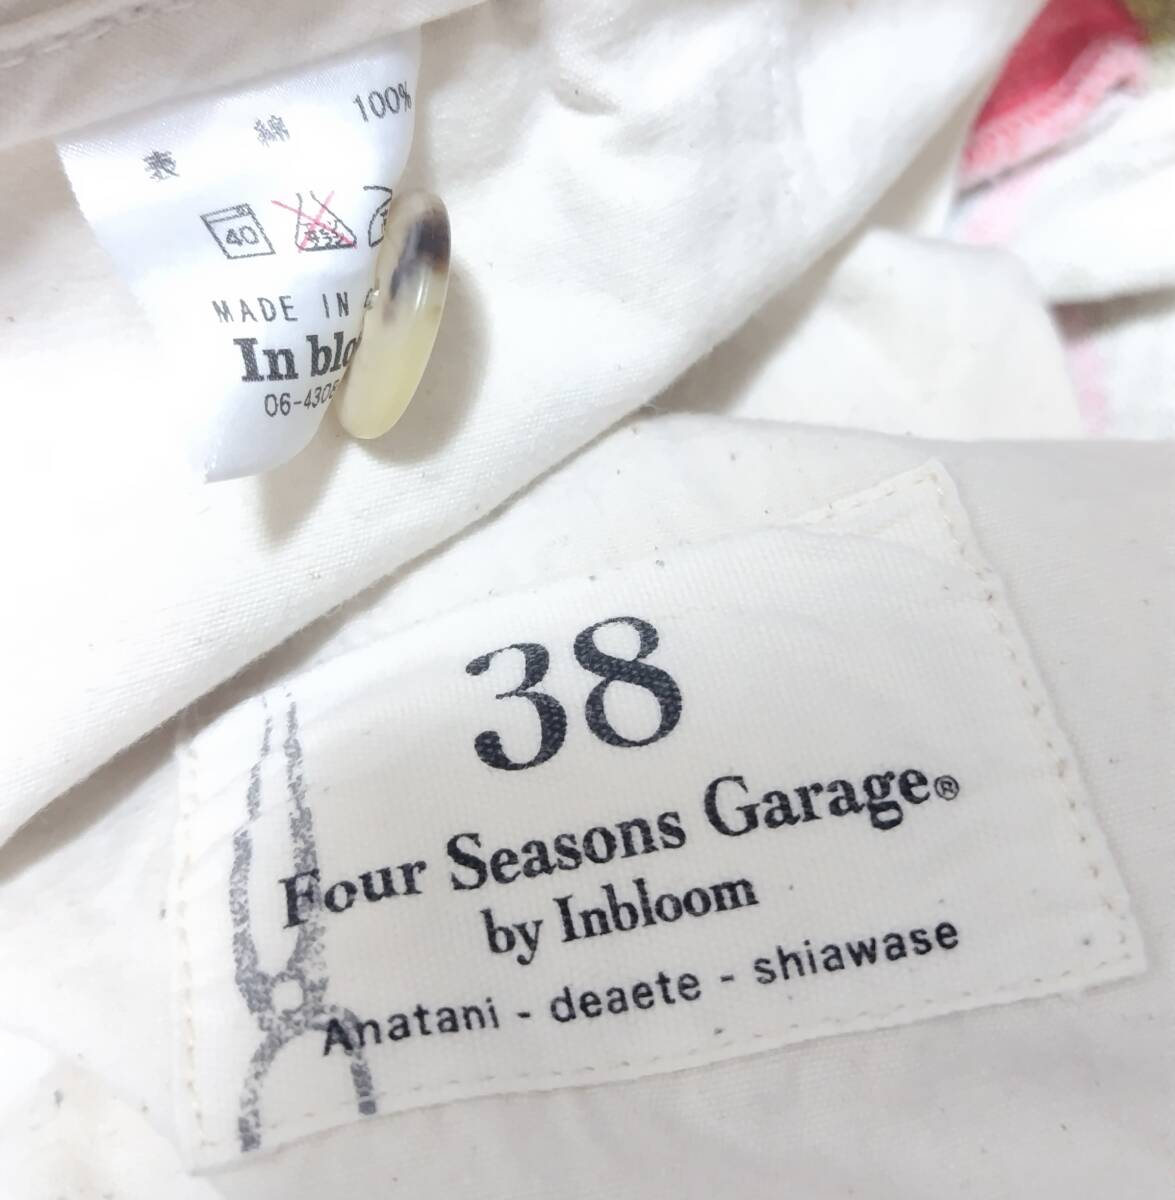 表 綿 100%
40
MADE IN
In blo
06-430
38
Four Seasons Garage®
by Inbloom
Anatani - deaete - shiawase